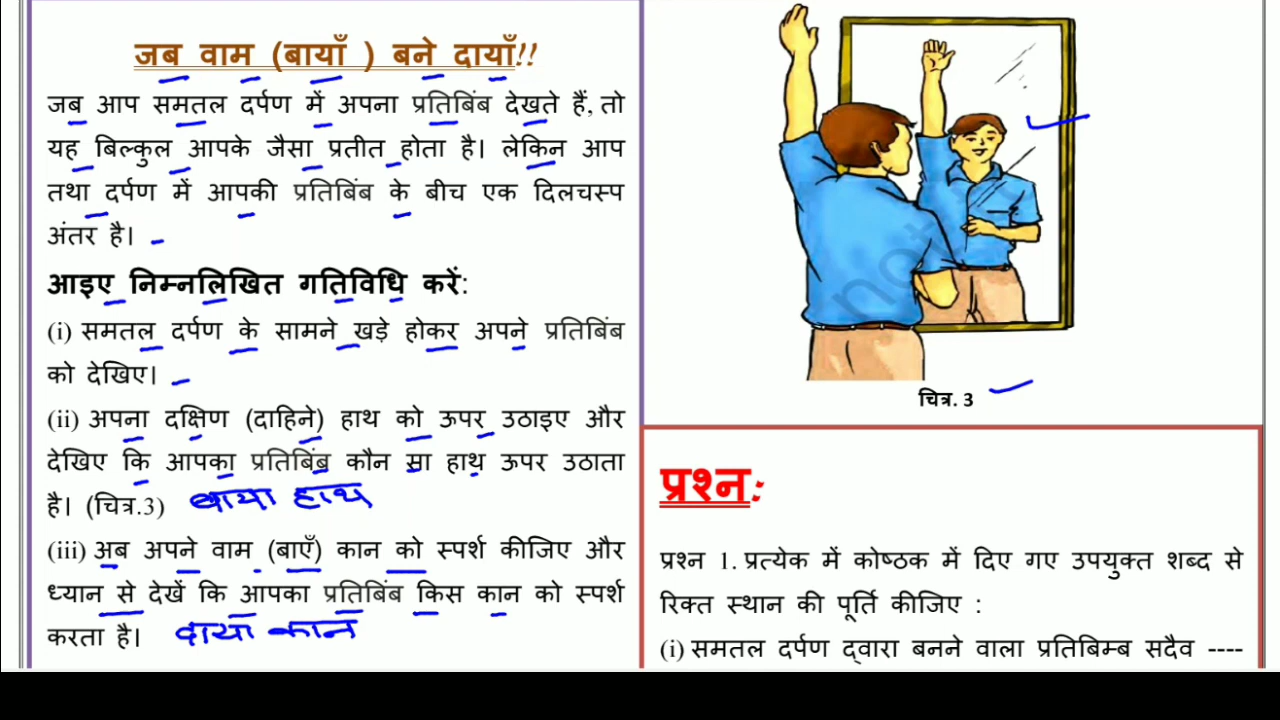 जब वाम (बायाँ ) बने दायाँ!!
जब आप समतल दर्पण में अपना प्रतिबिंब देखते हैं, तो
यह बिल्कुल आपके जैसा प्रतीत होता है। लेकिन आप
तथा दर्पण में आपकी प्रतिबिंब के बीच एक दिलचस्प
अंतर है।
आइए निम्नलिखित गतिविधि करें:
(i) समतल दर्पण के सामने खड़े होकर अपने प्रतिबिंब
को देखिए।
(ii) अपना दक्षिण (दाहिने) हाथ को ऊपर उठाइए और
देखिए कि आपका प्रतिबिंब कौन सा हाथ ऊपर उठाता
है। (चित्र.3) बाया हाथ
(iii) अब अपने वाम (बाएँ) कान को स्पर्श कीजिए और
ध्यान से देखें कि आपका प्रतिबिंब किस कान को स्पर्श
करता है। दाया कान
not
चित्र. 3
प्रश्न:
प्रश्न 1. प्रत्येक में कोष्ठक में दिए गए उपयुक्त शब्द से
रिक्त स्थान की पूर्ति कीजिए :
(i) समतल दर्पण द्वारा बनने वाला प्रतिबिम्ब सदैव ----